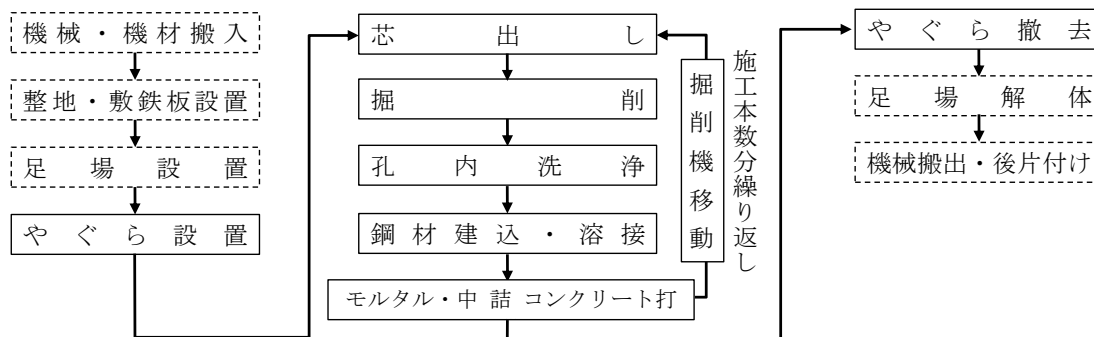 機械・機材搬入
整地・敷鉄板設置
足場設置
やぐら設置
芯出し
掘削
孔内洗浄
鋼材建込・溶接
モルタル・中詰コンクリート打
掘削機移動
施工本数分繰り返し
やぐら撤去
足場解体
機械搬出・後片付け